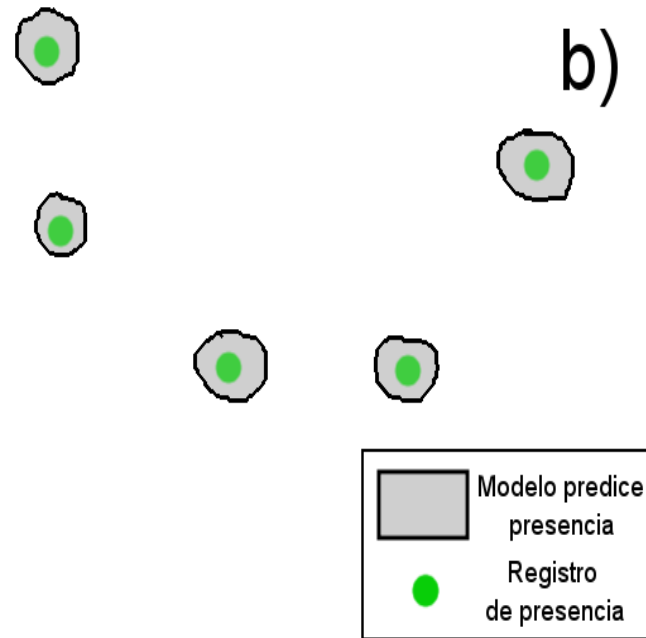 b)
Modelo predice
presencia
Registro
de presencia